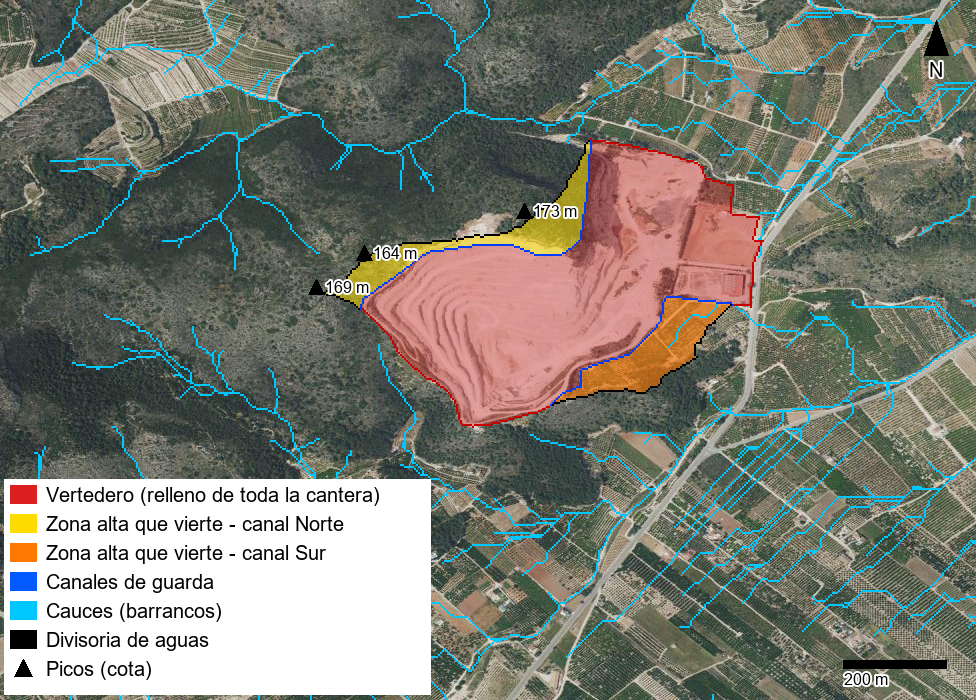 N
173 m
164 m
169 m
Vertedero (relleno de toda la cantera)
Zona alta que vierte - canal Norte
Zona alta que vierte - canal Sur
Canales de guarda
Cauces (barrancos)
Divisoria de aguas
Picos (cota)
200 m